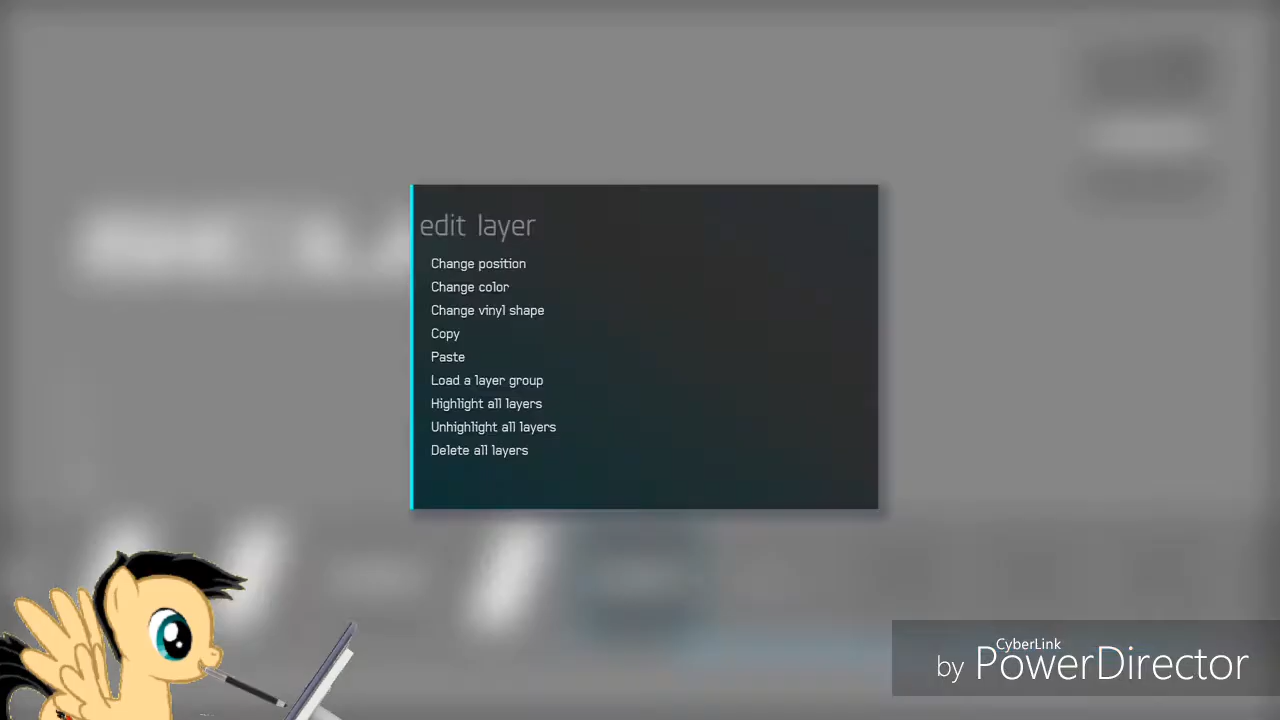 edit layer
Change position
Change color
Change vinyl shape
Copy
Paste
Load a layer group
Highlight all layers
Unhighlight all layers
Delete all layers
CyberLink
by PowerDirector